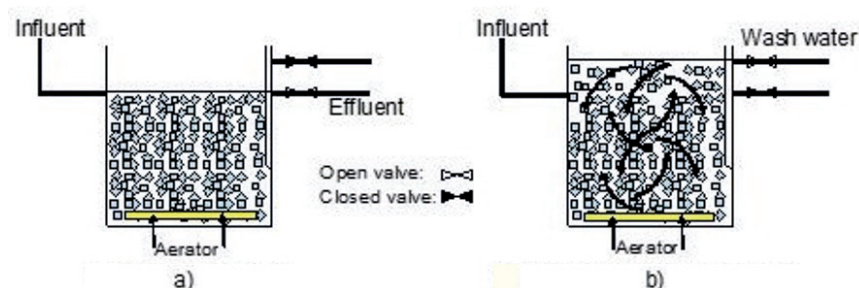 Influent
Effluent
Aerator
a)
Open valve:
Closed valve:
Influent
Wash water
Aerator
b)